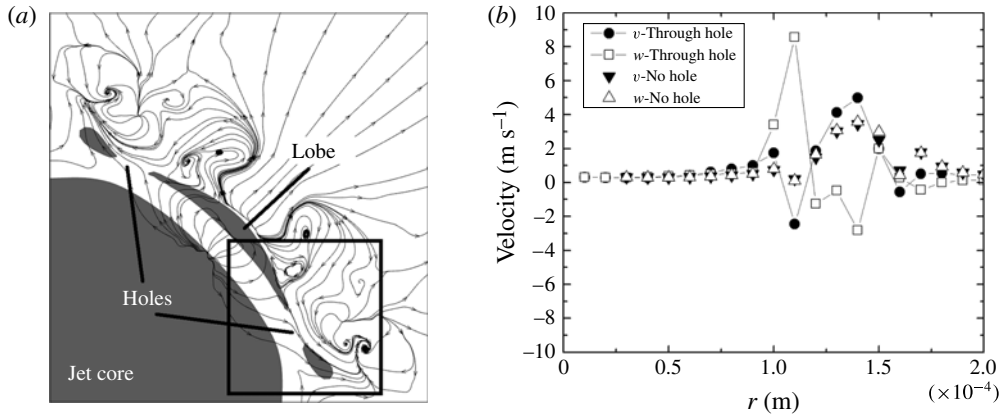 (a)
Lobe
Holes
Jet core
(b)
10
8
6
4
2
0
−2
−4
−6
−8
−10
Velocity (m s⁻¹)
v-Through hole
w-Through hole
v-No hole
w-No hole
0 0.5 1.0 1.5 2.0
(×10⁻⁴)
r (m)